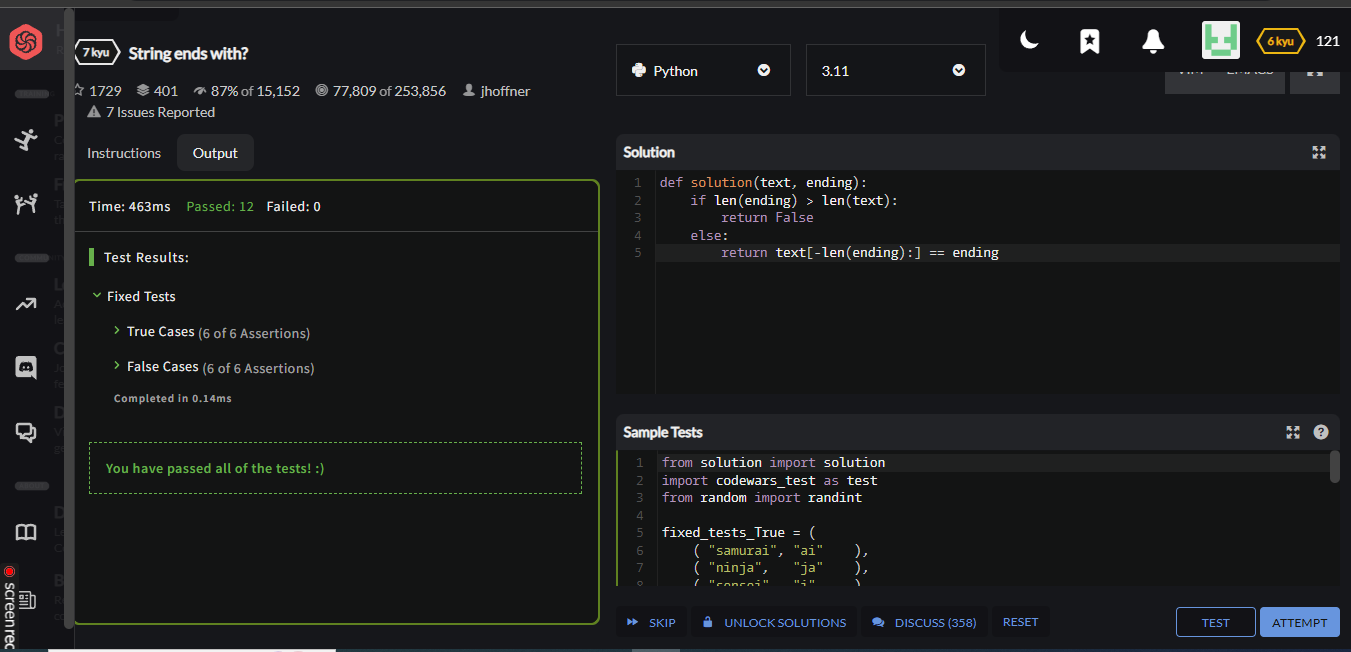 7 kyu String ends with?
1729 401 87% of 15,152 77,809 of 253,856 jhoffner
7 Issues Reported
Instructions Output
Time: 463ms Passed: 12 Failed: 0
Test Results:
Fixed Tests
True Cases (6 of 6 Assertions)
False Cases (6 of 6 Assertions)
Completed in 0.14ms
You have passed all of the tests! :)
Python 3.11
6 kyu 121
VIM EMACS
Solution
1 def solution(text, ending):
2 if len(ending) > len(text):
3 return False
4 else:
5 return text[-len(ending):] == ending
Sample Tests
1 from solution import solution
2 import codewars_test as test
3 from random import randint
4
5 fixed_tests_True = (
6 ( "samurai", "ai" ),
7 ( "ninja", "ja" ),
8 ( "sensei", "i" ),
SKIP UNLOCK SOLUTIONS DISCUSS (358) RESET TEST ATTEMPT
screenrec